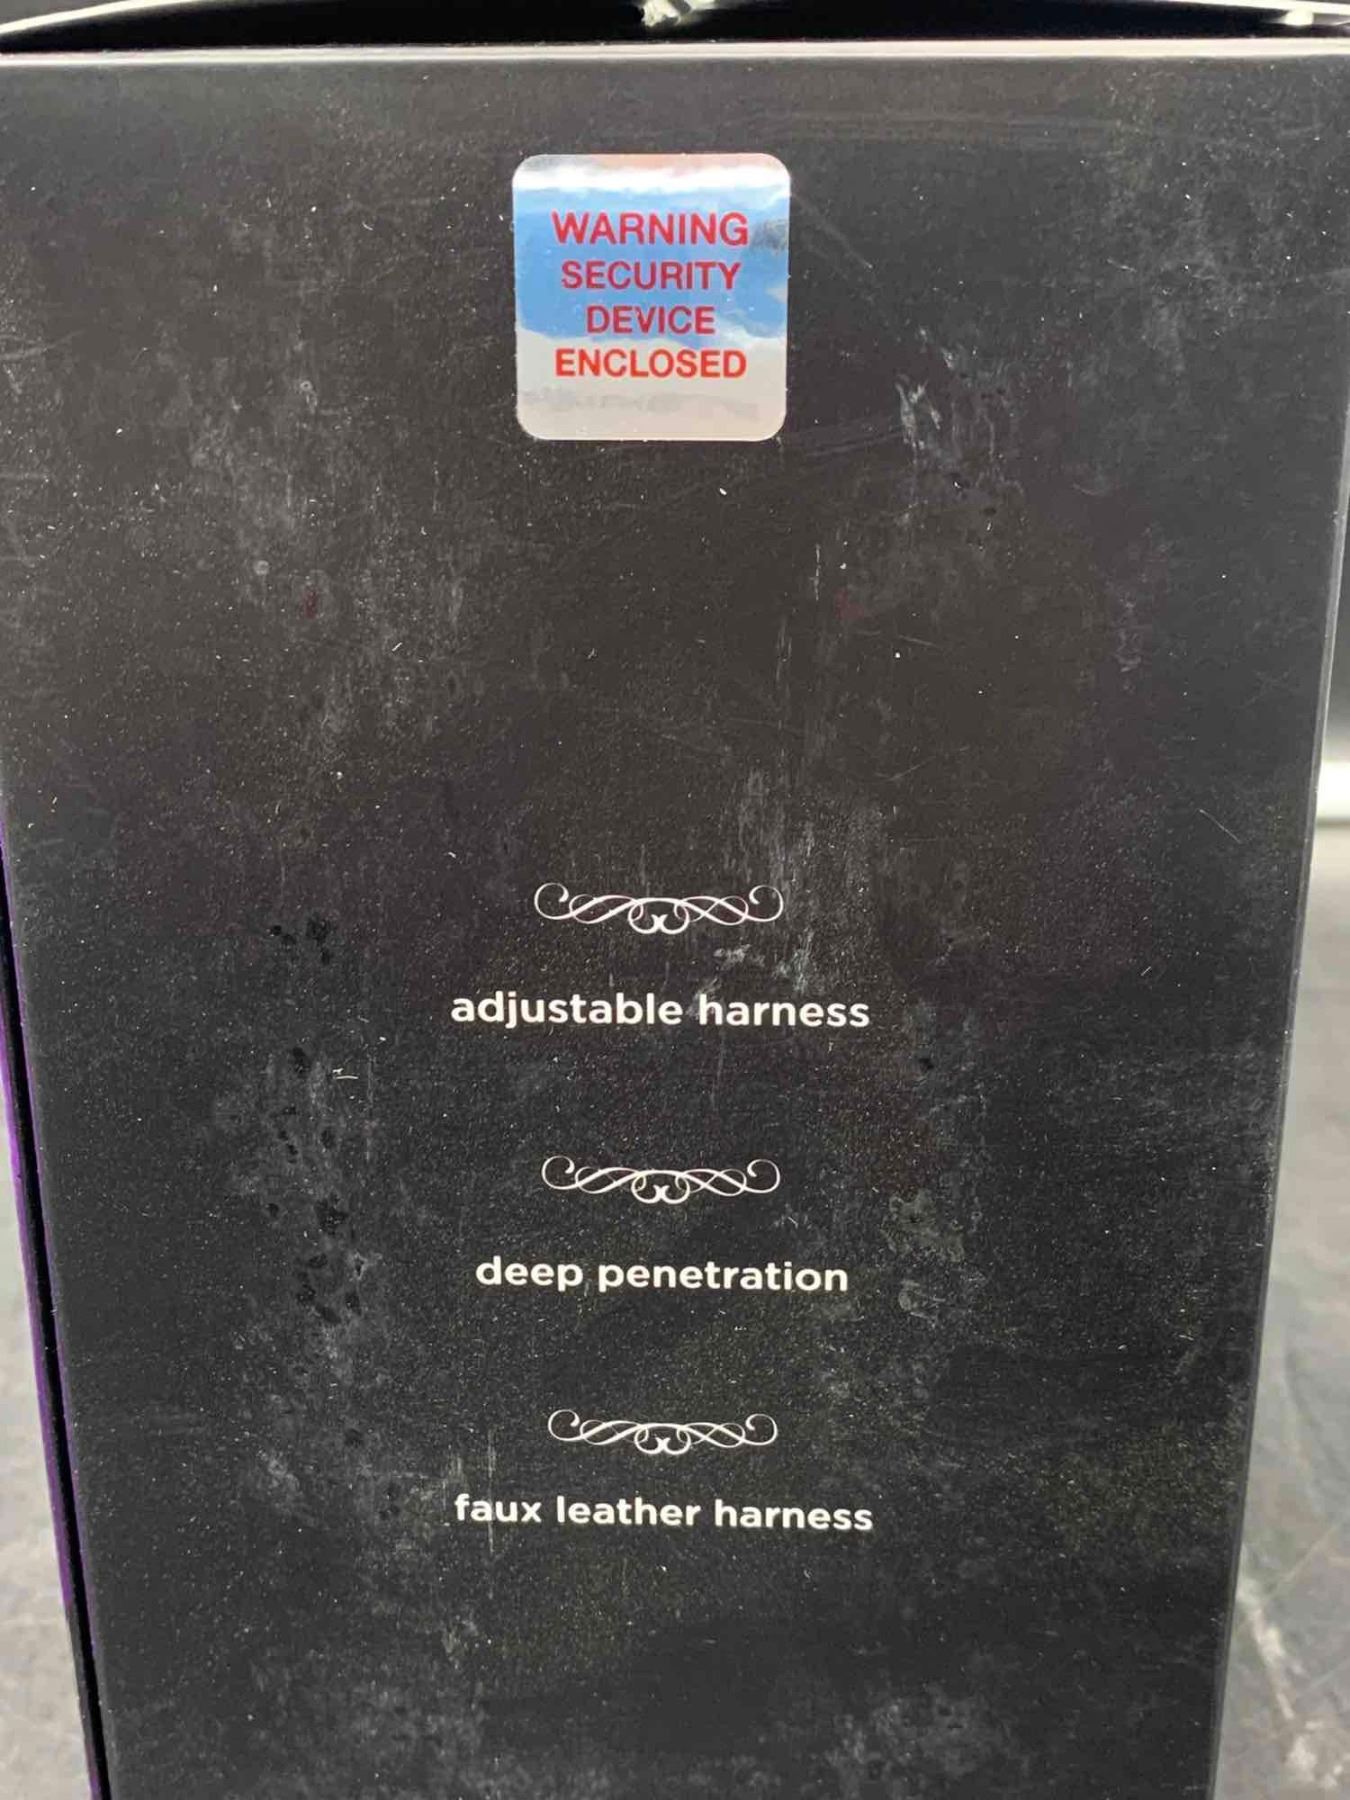 WARNING
SECURITY
DEVICE
ENCLOSED
adjustable harness
deep penetration
faux leather harness